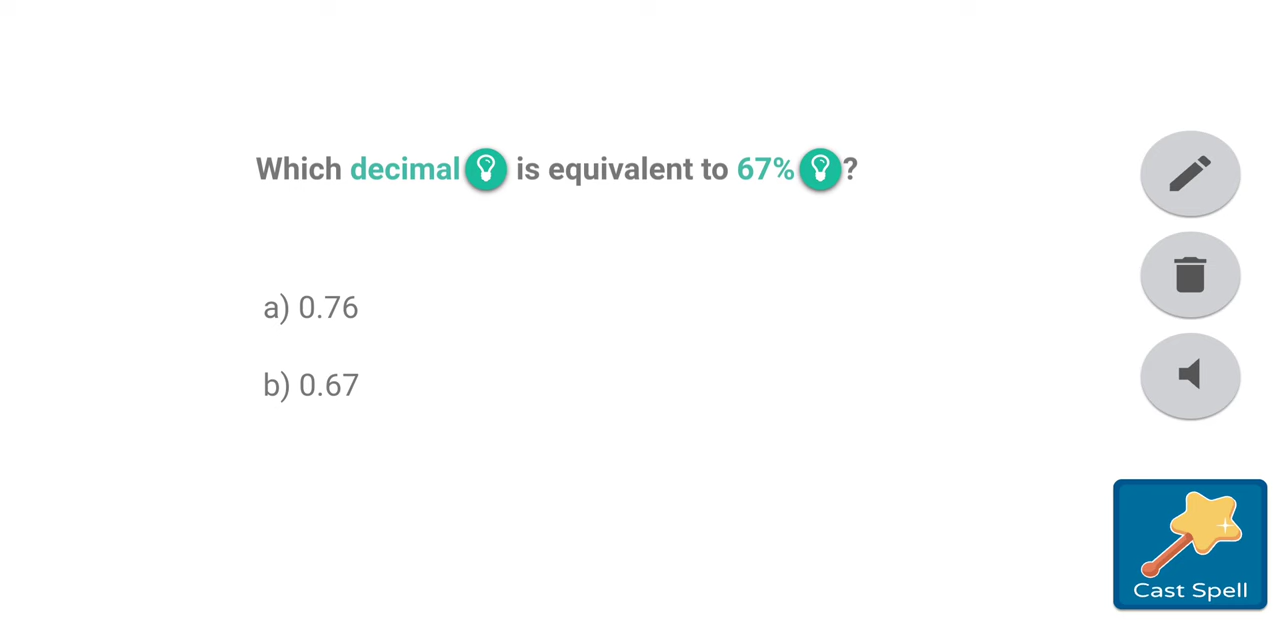 Which decimal is equivalent to 67% ?
a) 0.76
b) 0.67
Cast Spell